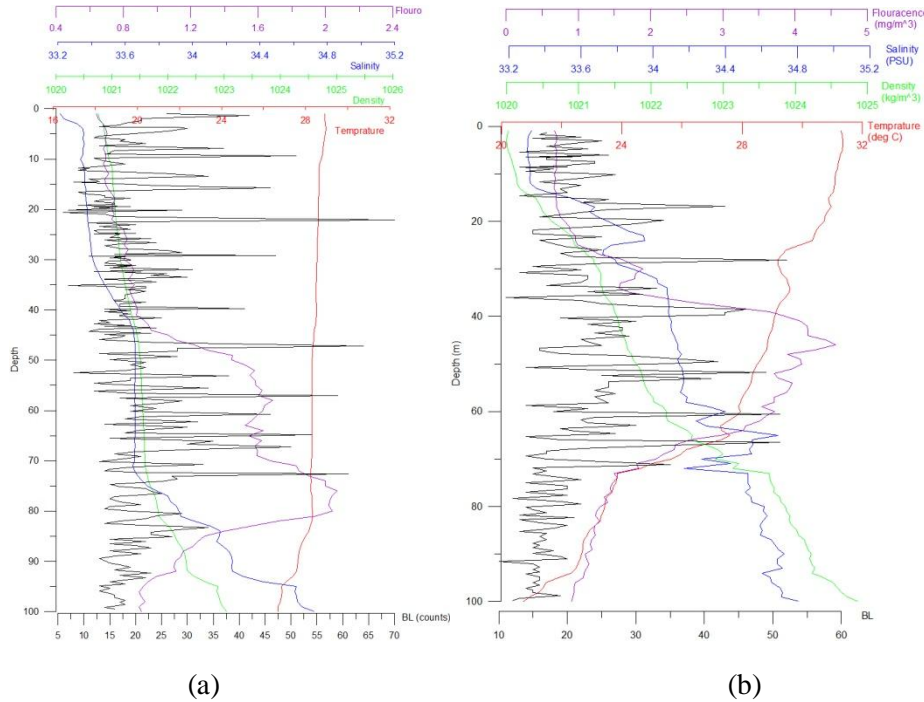 0.4 0.8 1.2 1.6 2 2.4 Flouro
33.2 33.6 34 34.4 34.8 35.2
Salinity
1020 1021 1022 1023 1024 1025 1026
Density
16 20 24 28 32
Temprature
0
10
20
30
40
50
60
70
80
90
100
Depth
BL (counts)
5 10 15 20 25 30 35 40 45 50 55 60 65 70
(a)
0 1 2 3 4 5 Flouracence
(mg/m^3)
33.2 33.6 34 34.4 34.8 35.2 Salinity
(PSU)
1020 1021 1022 1023 1024 1025 Density
(kg/m^3)
20 24 28 32 Temprature
(deg C)
0
20
40
60
80
100
Depth (m)
10 20 30 40 50 60 BL
(b)